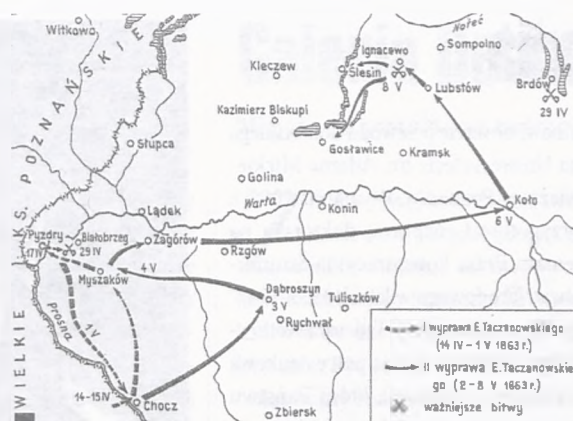 Witkowo
Noteć
Sompolno
Ignacewo
Kleczew
Ślesin
8 V
Lubstów
Brdów
29 IV
Kazimierz Biskupi
Gosławice
Kramsk
Słupca
Golina
WIELKIE KS. POZNAŃSKIE
Warta
Konin
Koło
6 V
Lądek
Pyzdry
17 IV
Białobrzeg
29 IV
Zagórów
Rzgów
Myszaków
4 V
Dąbroszyn
3 V
Tuliszków
Rychwał
Prosna
1 V
14-15 IV
Chocz
Zbiersk
I wyprawa E. Taczanowskiego
(14 IV – 1 V 1863 r.)
II wyprawa E. Taczanowskie-
go (2-8 V 1863 r.)
ważniejsze bitwy